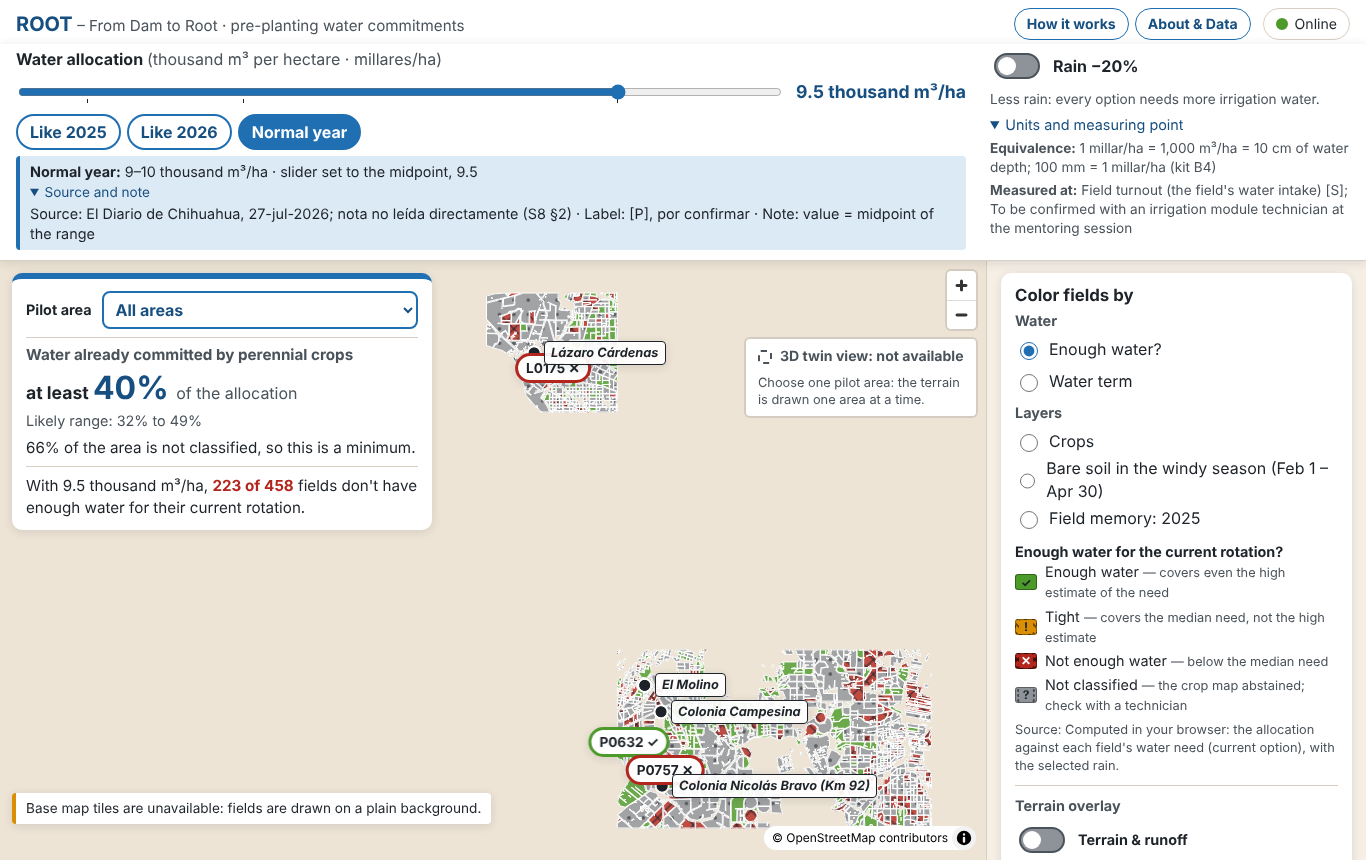 ROOT – From Dam to Root · pre-planting water commitments
How it works
About & Data
Online
Water allocation (thousand m³ per hectare · millares/ha)
9.5 thousand m³/ha
Like 2025
Like 2026
Normal year
Normal year: 9–10 thousand m³/ha · slider set to the midpoint, 9.5
▼ Source and note
Source: El Diario de Chihuahua, 27-jul-2026; nota no leída directamente (S8 §2) · Label: [P], por confirmar · Note: value = midpoint of
the range
Rain −20%
Less rain: every option needs more irrigation water.
▼ Units and measuring point
Equivalence: 1 millar/ha = 1,000 m³/ha = 10 cm of water
depth; 100 mm = 1 millar/ha (kit B4)
Measured at: Field turnout (the field's water intake) [S];
To be confirmed with an irrigation module technician at
the mentoring session
Pilot area
All areas
Water already committed by perennial crops
at least 40% of the allocation
Likely range: 32% to 49%
66% of the area is not classified, so this is a minimum.
With 9.5 thousand m³/ha, 223 of 458 fields don't have
enough water for their current rotation.
Lázaro Cárdenas
L0175 ✕
+
−
3D twin view: not available
Choose one pilot area: the terrain
is drawn one area at a time.
El Molino
Colonia Campesina
P0632 ✓
P0757 ✕
Colonia Nicolás Bravo (Km 92)
Base map tiles are unavailable: fields are drawn on a plain background.
© OpenStreetMap contributors
Color fields by
Water
Enough water?
Water term
Layers
Crops
Bare soil in the windy season (Feb 1 –
Apr 30)
Field memory: 2025
Enough water for the current rotation?
Enough water — covers even the high
estimate of the need
Tight — covers the median need, not the high
estimate
Not enough water — below the median need
Not classified — the crop map abstained;
check with a technician
Source: Computed in your browser: the allocation
against each field's water need (current option), with
the selected rain.
Terrain overlay
Terrain & runoff